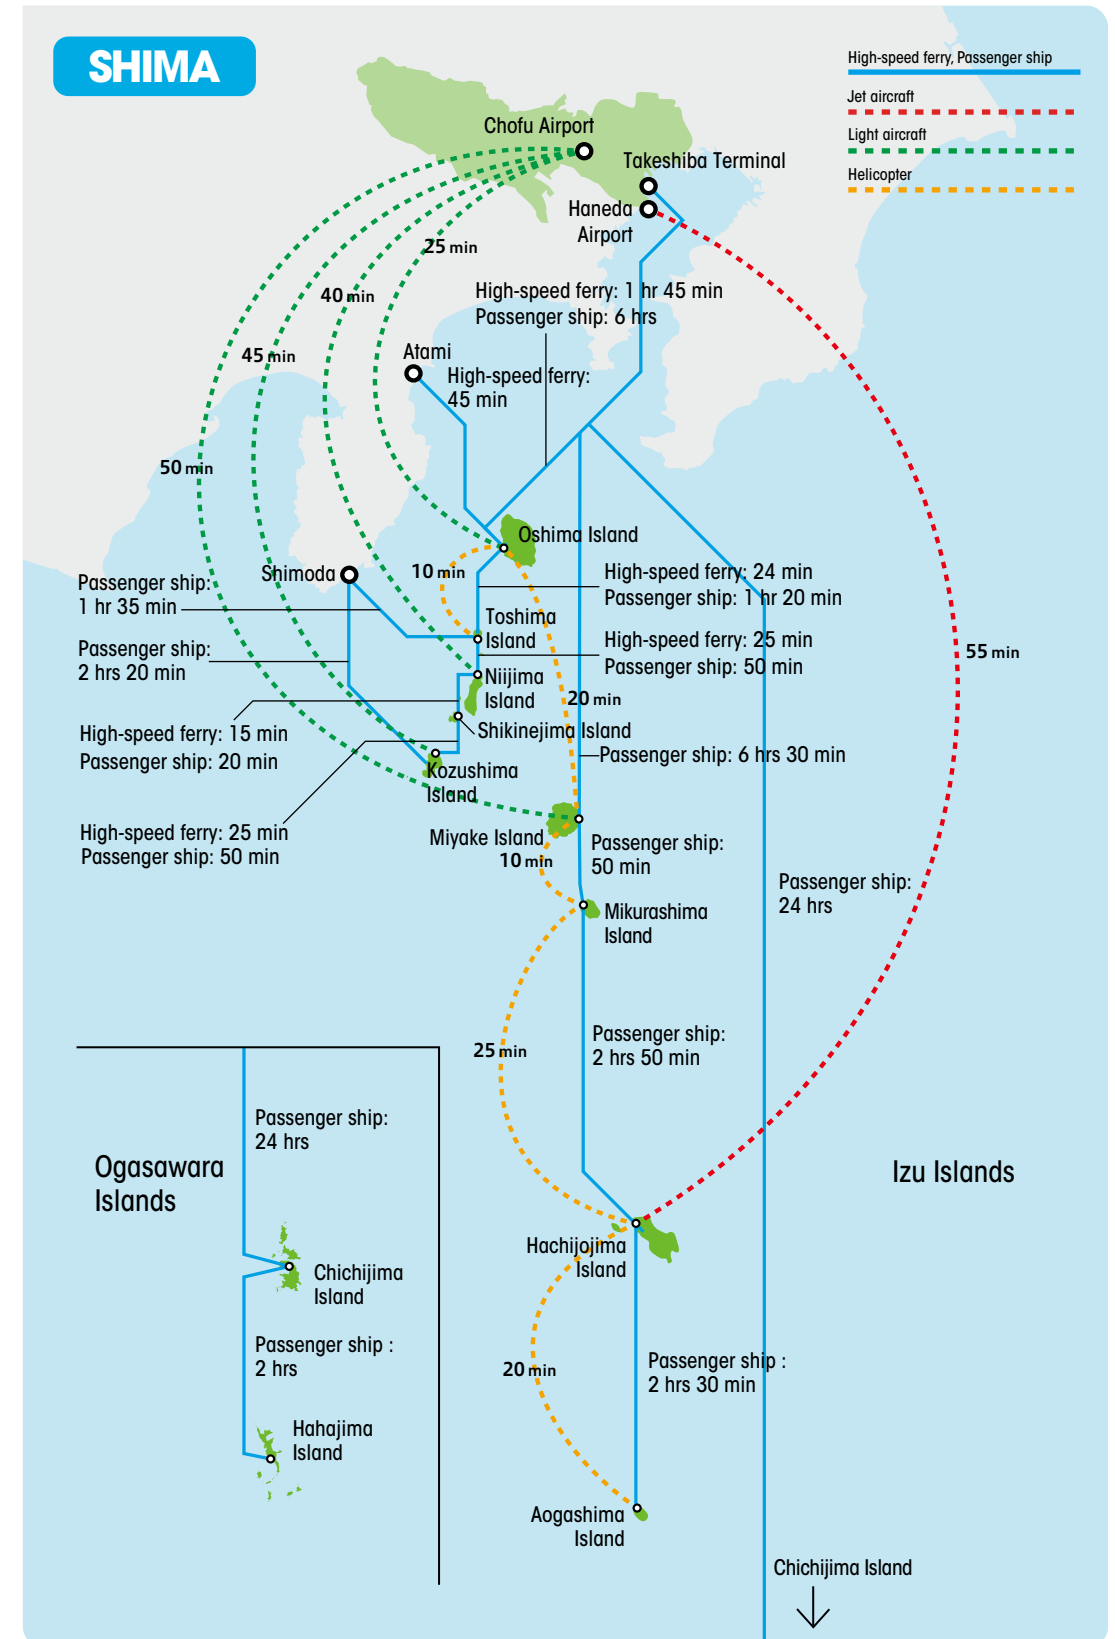 SHIMA
High-speed ferry, Passenger ship
Jet aircraft
Light aircraft
Helicopter
Chofu Airport
Takeshiba Terminal
Haneda
Airport
25 min
40 min
High-speed ferry: 1 hr 45 min
Passenger ship: 6 hrs
45 min
Atami
High-speed ferry:
45 min
50 min
Oshima Island
Shimoda
10 min
High-speed ferry: 24 min
Passenger ship: 1 hr 20 min
Passenger ship:
1 hr 35 min
Toshima
Island
High-speed ferry: 25 min
Passenger ship: 50 min
55 min
Passenger ship:
2 hrs 20 min
Niijima
Island
20 min
High-speed ferry: 15 min
Passenger ship: 20 min
Shikinejima Island
Passenger ship: 6 hrs 30 min
Kozushima
Island
High-speed ferry: 25 min
Passenger ship: 50 min
Miyake Island
10 min
Passenger ship:
50 min
Passenger ship:
24 hrs
Mikurashima
Island
25 min
Passenger ship:
2 hrs 50 min
Passenger ship:
24 hrs
Ogasawara
Islands
Izu Islands
Chichijima
Island
Hachijojima
Island
Passenger ship :
2 hrs
20 min
Passenger ship :
2 hrs 30 min
Hahajima
Island
Aogashima
Island
Chichijima Island